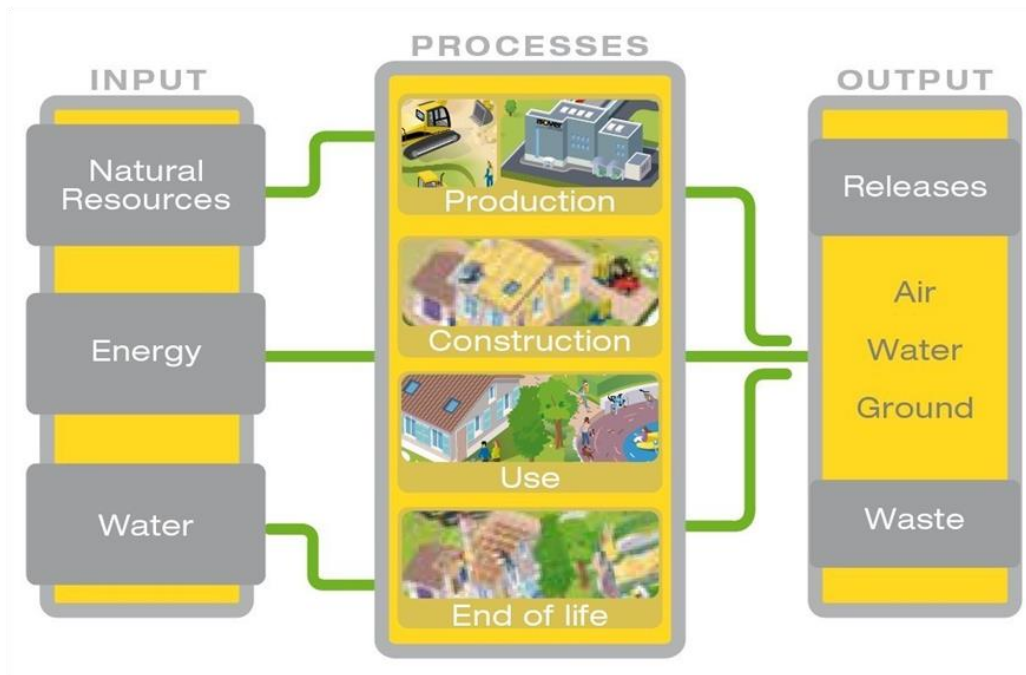 INPUT
Natural
Resources
Energy
Water
PROCESSES
Production
Construction
Use
End of life
OUTPUT
Releases
Air
Water
Ground
Waste